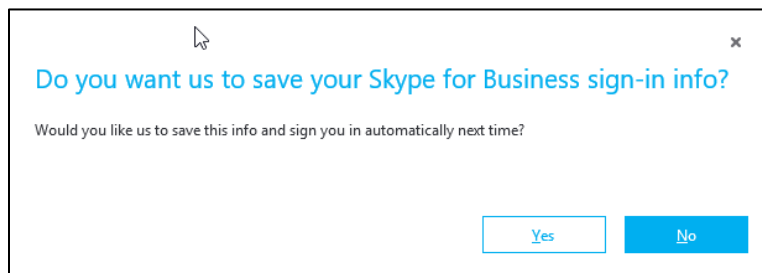 Do you want us to save your Skype for Business sign-in info?
Would you like us to save this info and sign you in automatically next time?
Yes No